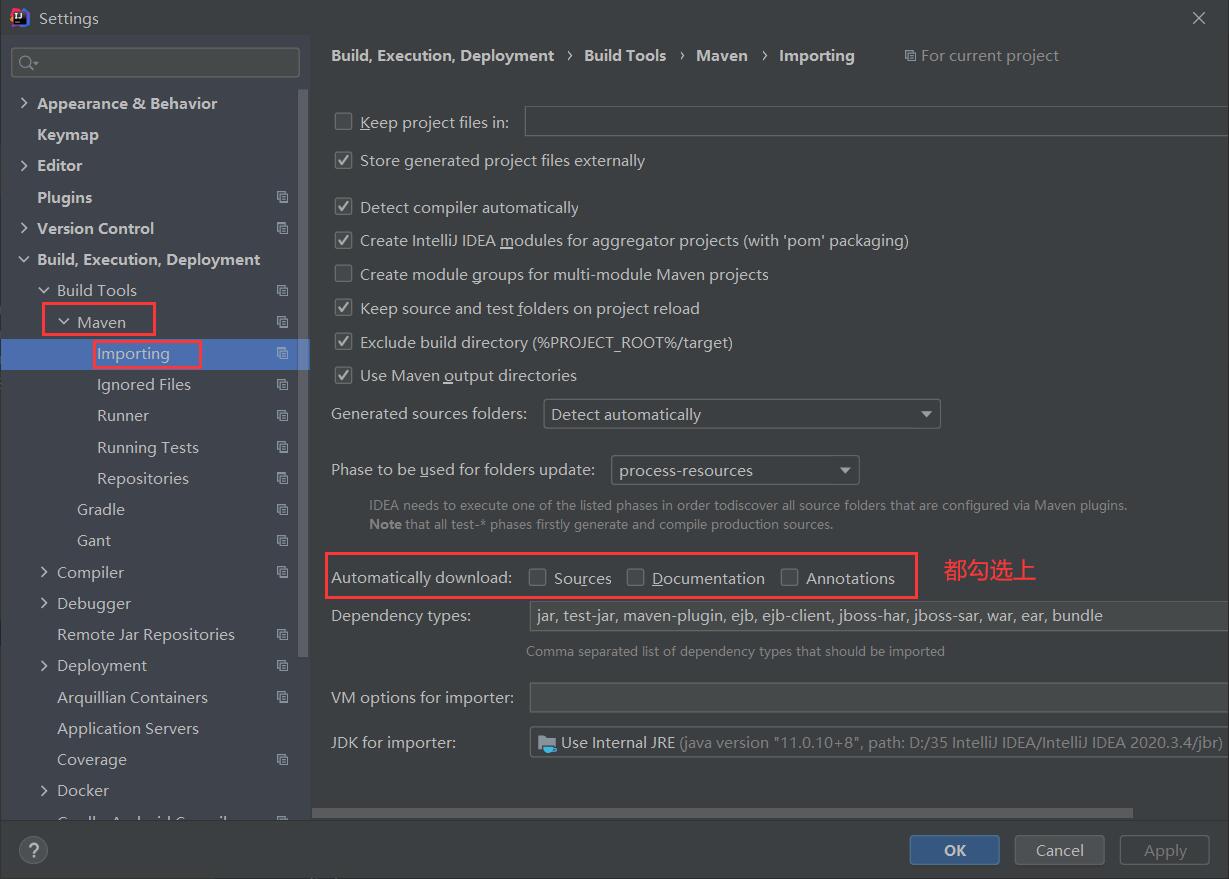 Settings
Build, Execution, Deployment › Build Tools › Maven › Importing For current project
Appearance & Behavior
Keymap
Editor
Plugins
Version Control
Build, Execution, Deployment
Build Tools
Maven
Importing
Ignored Files
Runner
Running Tests
Repositories
Gradle
Gant
Compiler
Debugger
Remote Jar Repositories
Deployment
Arquillian Containers
Application Servers
Coverage
Docker
Keep project files in:
Store generated project files externally
Detect compiler automatically
Create IntelliJ IDEA modules for aggregator projects (with 'pom' packaging)
Create module groups for multi-module Maven projects
Keep source and test folders on project reload
Exclude build directory (%PROJECT_ROOT%/target)
Use Maven output directories
Generated sources folders: Detect automatically
Phase to be used for folders update: process-resources
IDEA needs to execute one of the listed phases in order todiscover all source folders that are configured via Maven plugins.
Note that all test-* phases firstly generate and compile production sources.
Automatically download: Sources Documentation Annotations 都勾选上
Dependency types: jar, test-jar, maven-plugin, ejb, ejb-client, jboss-har, jboss-sar, war, ear, bundle
Comma separated list of dependency types that should be imported
VM options for importer:
JDK for importer: Use Internal JRE (java version "11.0.10+8", path: D:/35 IntelliJ IDEA/IntelliJ IDEA 2020.3.4/jbr)
? OK Cancel Apply